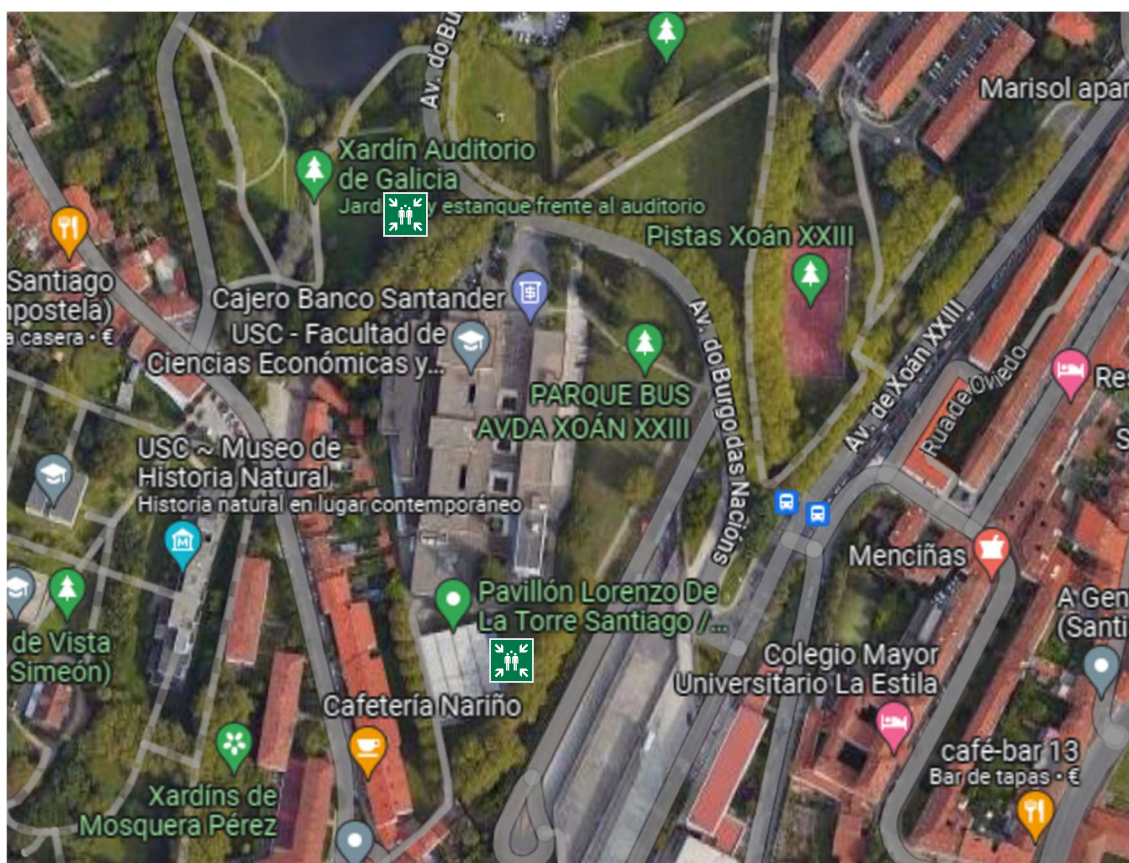 Av. do Bu
Marisol apar
Xardín Auditorio
de Galicia
Jard y estanque frente al auditorio
Pistas Xoán XXIII
Santiago
npostela)
a casera • €
Cajero Banco Santander
USC - Facultad de
Ciencias Económicas y...
PARQUE BUS
AVDA XOÁN XXIII
Av. do Burgo das Nacións
Av. de Xoán XXIII
Rúa de Oviedo
Res
S
USC ~ Museo de
Historia Natural
Historia natural en lugar contemporáneo
M
Menciñas
Pavillón Lorenzo De
La Torre Santiago /...
A Gen
(Santi
de Vista
Simeón)
Colegio Mayor
Universitario La Estila
Cafetería Nariño
café-bar 13
Bar de tapas • €
Xardíns de
Mosquera Pérez